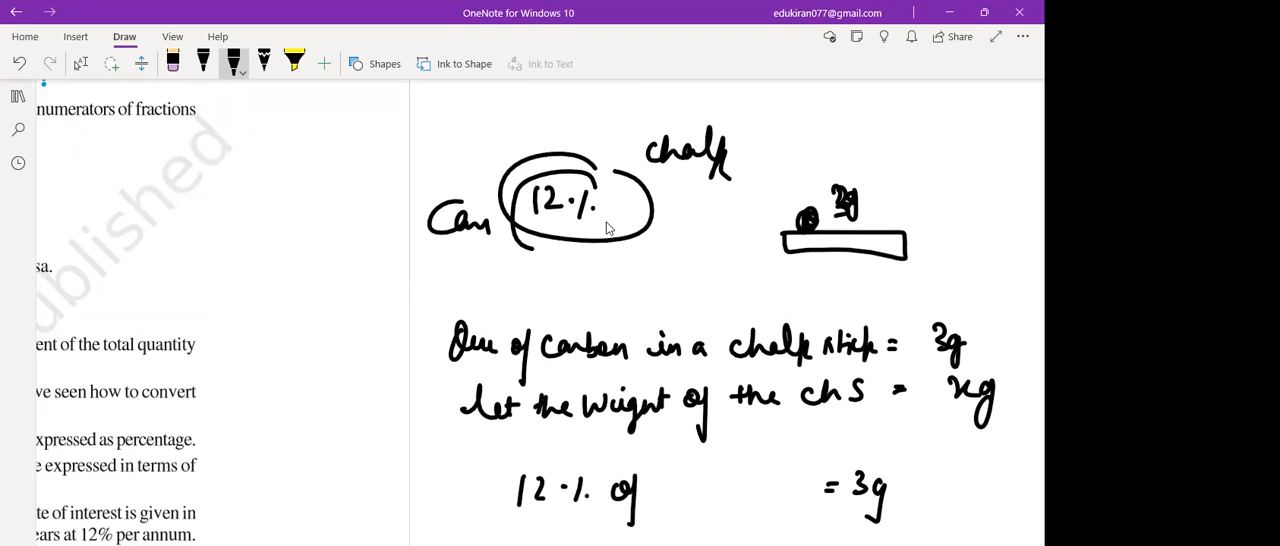 OneNote for Windows 10
edukiran077@gmail.com
Home Insert Draw View Help
Share
Shapes Ink to Shape Ink to Text
numerators of fractions
ublished
sa.
ent of the total quantity
ve seen how to convert
xpressed as percentage.
e expressed in terms of
te of interest is given in
ears at 12% per annum.
chalk
12%
3g
of carbon in a chalk stick = 3g
Let the weight of the ch S = xg
12% of = 3g